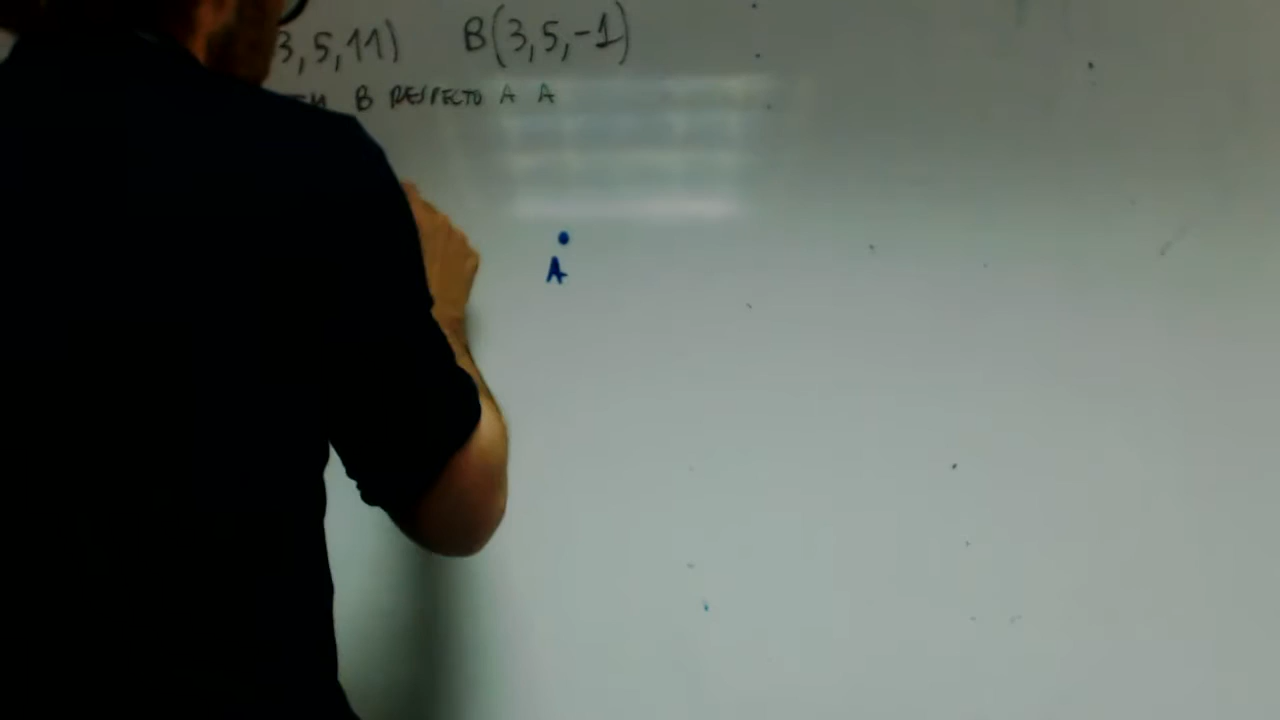 3,5,11) B(3,5,-1)
B RESPECTO A A
A